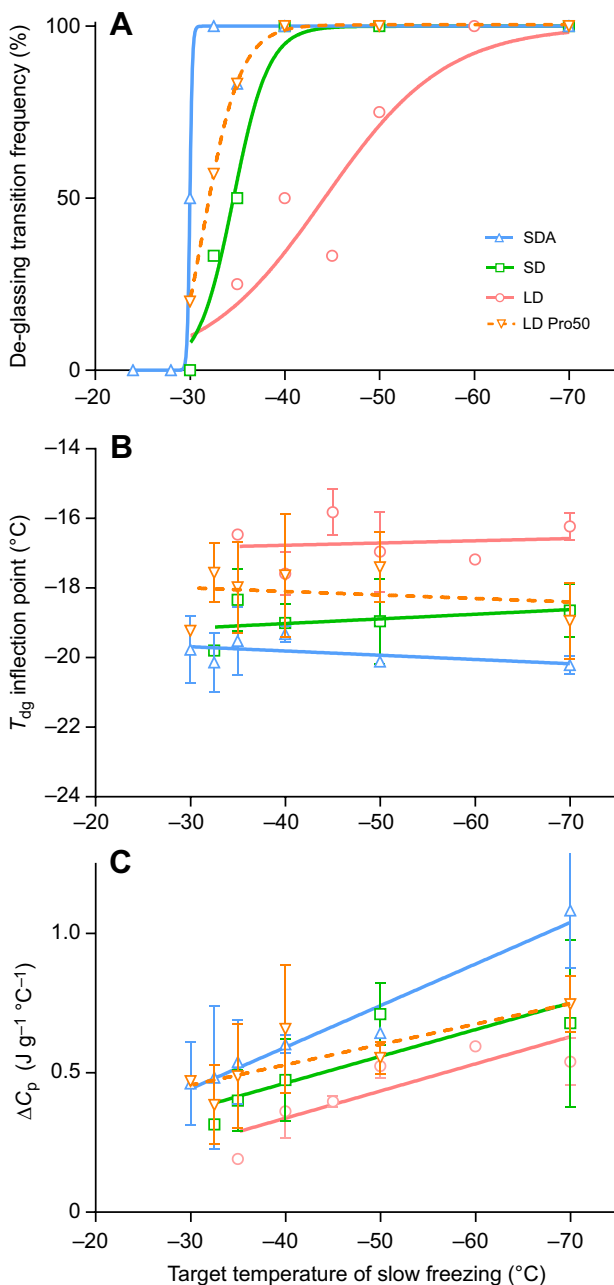 A
De-glassing transition frequency (%)
100
50
0
SDA
SD
LD
LD Pro50
–20
–30
–40
–50
–60
–70
B
T_dg inflection point (°C)
–14
–16
–18
–20
–22
–24
–20
–30
–40
–50
–60
–70
C
ΔC_p (J g⁻¹ °C⁻¹)
1.0
0.5
0
–20
–30
–40
–50
–60
–70
Target temperature of slow freezing (°C)